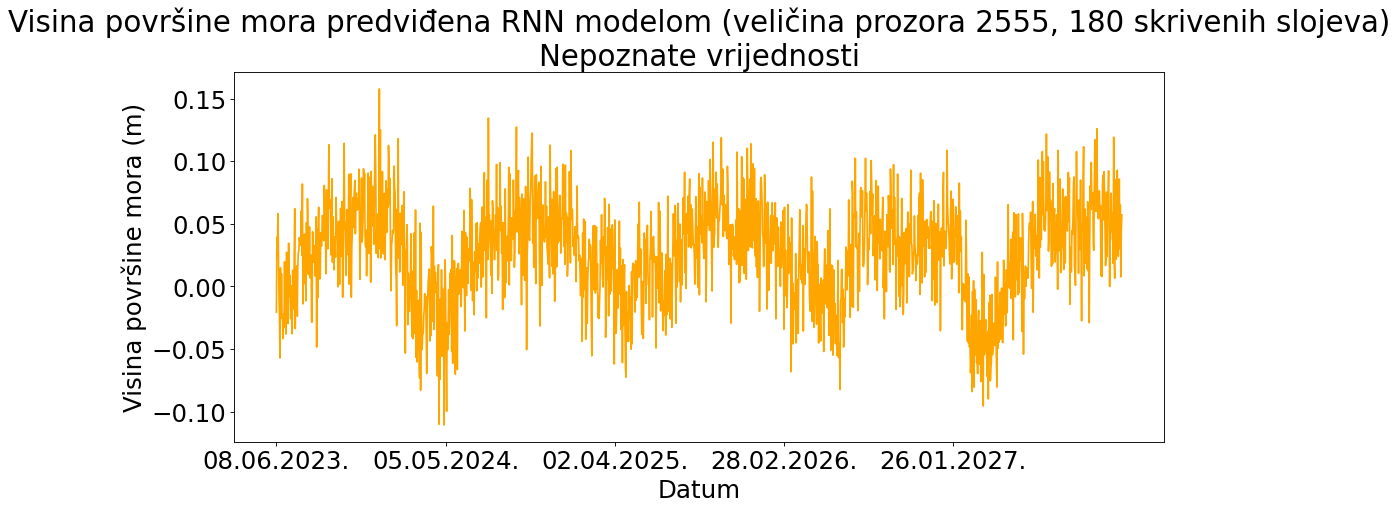 Visina površine mora predviđena RNN modelom (veličina prozora 2555, 180 skrivenih slojeva)
Nepoznate vrijednosti
Visina površine mora (m)
0.15
0.10
0.05
0.00
−0.05
−0.10
08.06.2023. 05.05.2024. 02.04.2025. 28.02.2026. 26.01.2027.
Datum